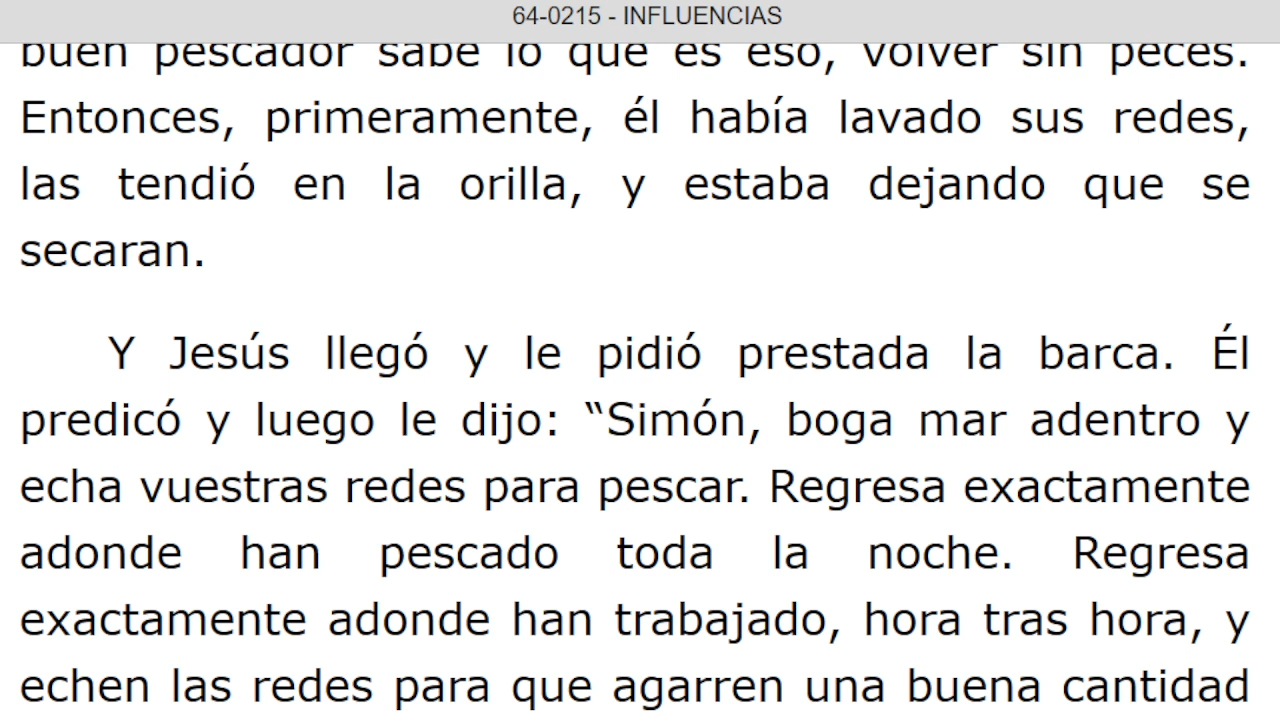 64-0215 - INFLUENCIAS
buen pescador sabe lo que es eso, volver sin peces.
Entonces, primeramente, él había lavado sus redes,
las tendió en la orilla, y estaba dejando que se
secaran.
Y Jesús llegó y le pidió prestada la barca. Él
predicó y luego le dijo: “Simón, boga mar adentro y
echa vuestras redes para pescar. Regresa exactamente
adonde han pescado toda la noche. Regresa
exactamente adonde han trabajado, hora tras hora, y
echen las redes para que agarren una buena cantidad